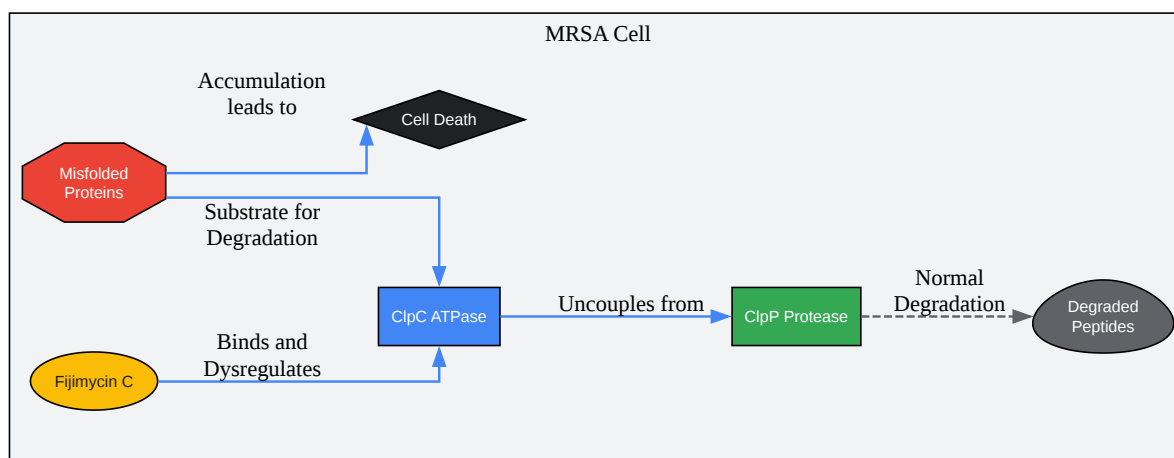 MRSA Cell
Accumulation
leads to
Cell Death
Misfolded
Proteins
Substrate for
Degradation
ClpC ATPase
Uncouples from
ClpP Protease
Normal
Degradation
Degraded
Peptides
Binds and
Dysregulates
Fijimycin C